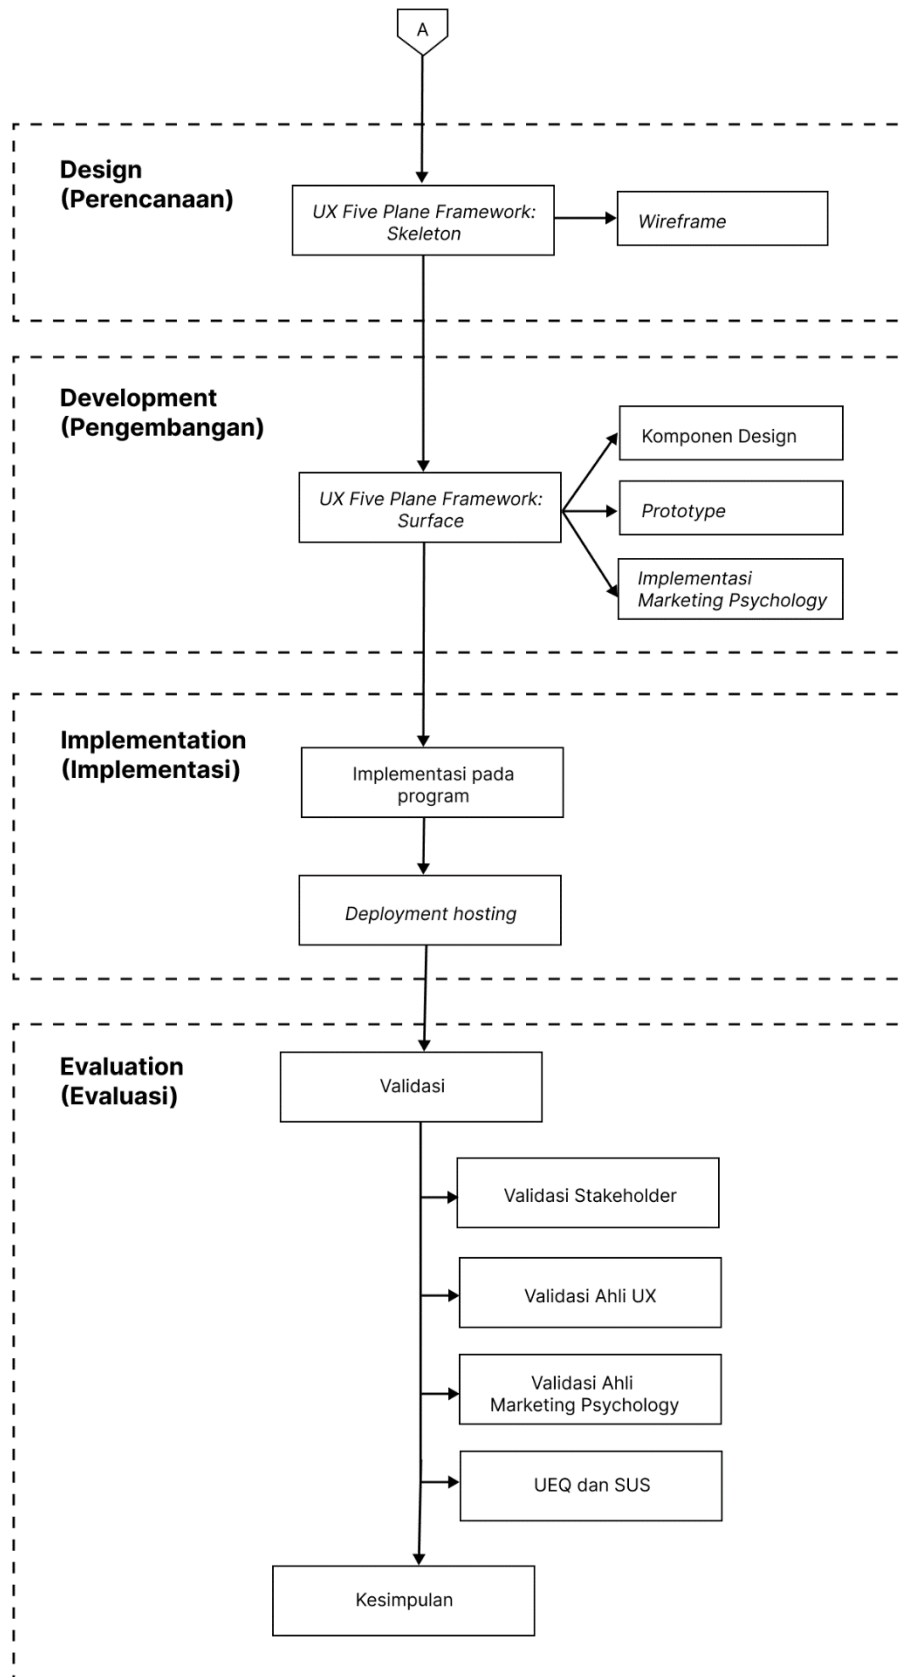 A
Design
(Perencanaan)
UX Five Plane Framework:
Skeleton
Wireframe
Development
(Pengembangan)
UX Five Plane Framework:
Surface
Komponen Design
Prototype
Implementasi
Marketing Psychology
Implementation
(Implementasi)
Implementasi pada
program
Deployment hosting
Evaluation
(Evaluasi)
Validasi
Validasi Stakeholder
Validasi Ahli UX
Validasi Ahli
Marketing Psychology
UEQ dan SUS
Kesimpulan